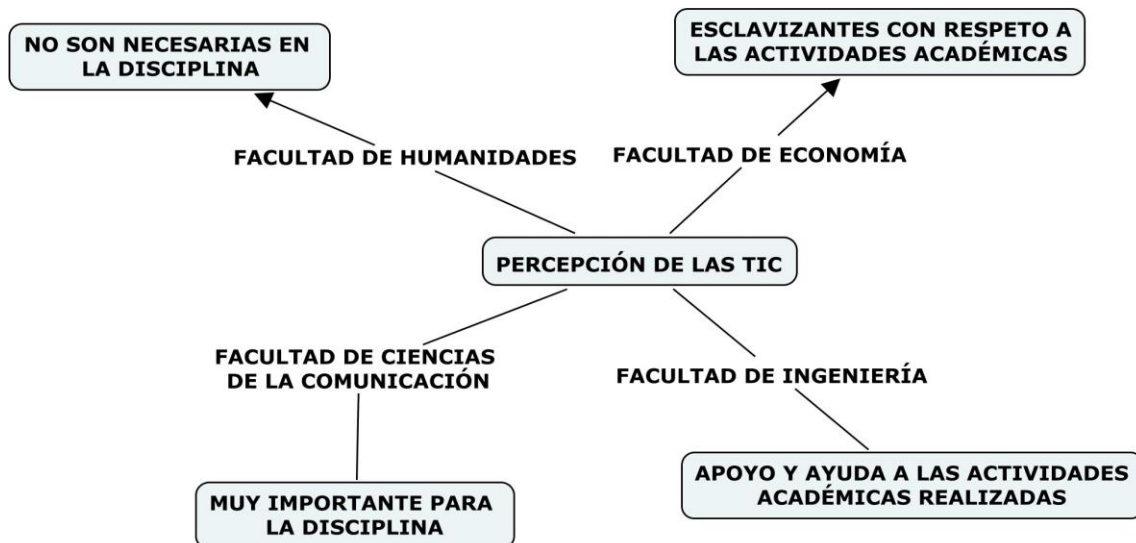 NO SON NECESARIAS EN
LA DISCIPLINA
ESCLAVIZANTES CON RESPETO A
LAS ACTIVIDADES ACADÉMICAS
FACULTAD DE HUMANIDADES
FACULTAD DE ECONOMÍA
PERCEPCIÓN DE LAS TIC
FACULTAD DE CIENCIAS
DE LA COMUNICACIÓN
FACULTAD DE INGENIERÍA
MUY IMPORTANTE PARA
LA DISCIPLINA
APOYO Y AYUDA A LAS ACTIVIDADES
ACADÉMICAS REALIZADAS